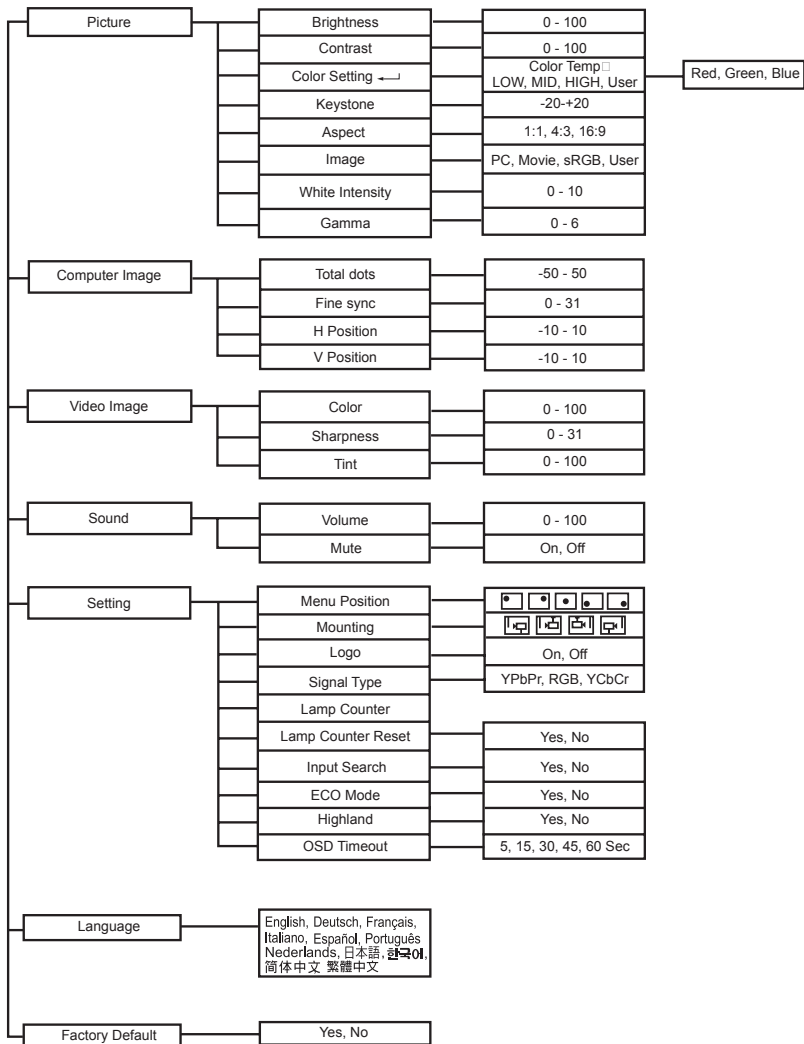 Picture
Brightness
0 - 100
Contrast
0 - 100
Color Setting
Color Temp
LOW, MID, HIGH, User
Red, Green, Blue
Keystone
-20-+20
Aspect
1:1, 4:3, 16:9
Image
PC, Movie, sRGB, User
White Intensity
0 - 10
Gamma
0 - 6
Computer Image
Total dots
-50 - 50
Fine sync
0 - 31
H Position
-10 - 10
V Position
-10 - 10
Video Image
Color
0 - 100
Sharpness
0 - 31
Tint
0 - 100
Sound
Volume
0 - 100
Mute
On, Off
Setting
Menu Position
Mounting
Logo
On, Off
Signal Type
YPbPr, RGB, YCbCr
Lamp Counter
Lamp Counter Reset
Yes, No
Input Search
Yes, No
ECO Mode
Yes, No
Highland
Yes, No
OSD Timeout
5, 15, 30, 45, 60 Sec
Language
English, Deutsch, Français,
Italiano, Español, Português
Nederlands, 日本語, 한국어,
简体中文 繁體中文
Factory Default
Yes, No